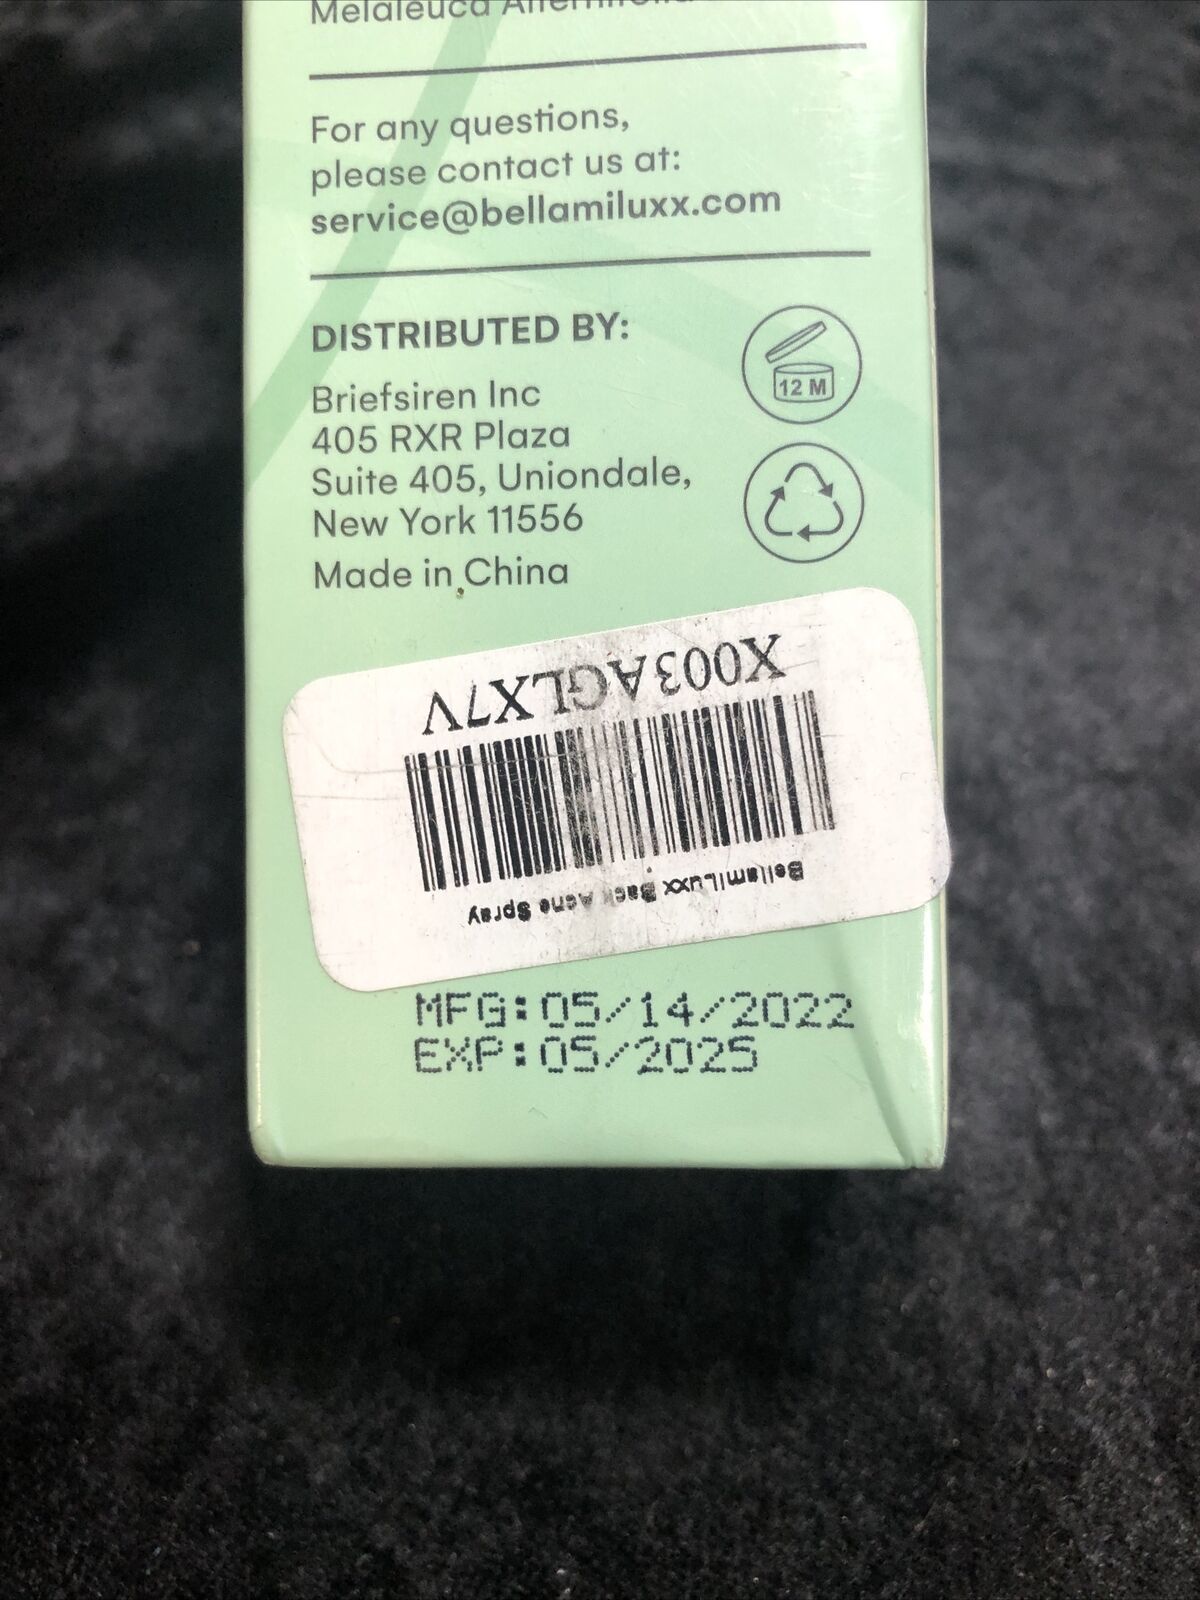 Melaleuca
For any questions,
please contact us at:
service@bellamiluxx.com
DISTRIBUTED BY:
Briefsiren Inc
405 RXR Plaza
Suite 405, Uniondale,
New York 11556
Made in China
12 M
X003AGLX7V
BellamiLuxx Back Acne Spray
MFG:05/14/2022
EXP:05/2025